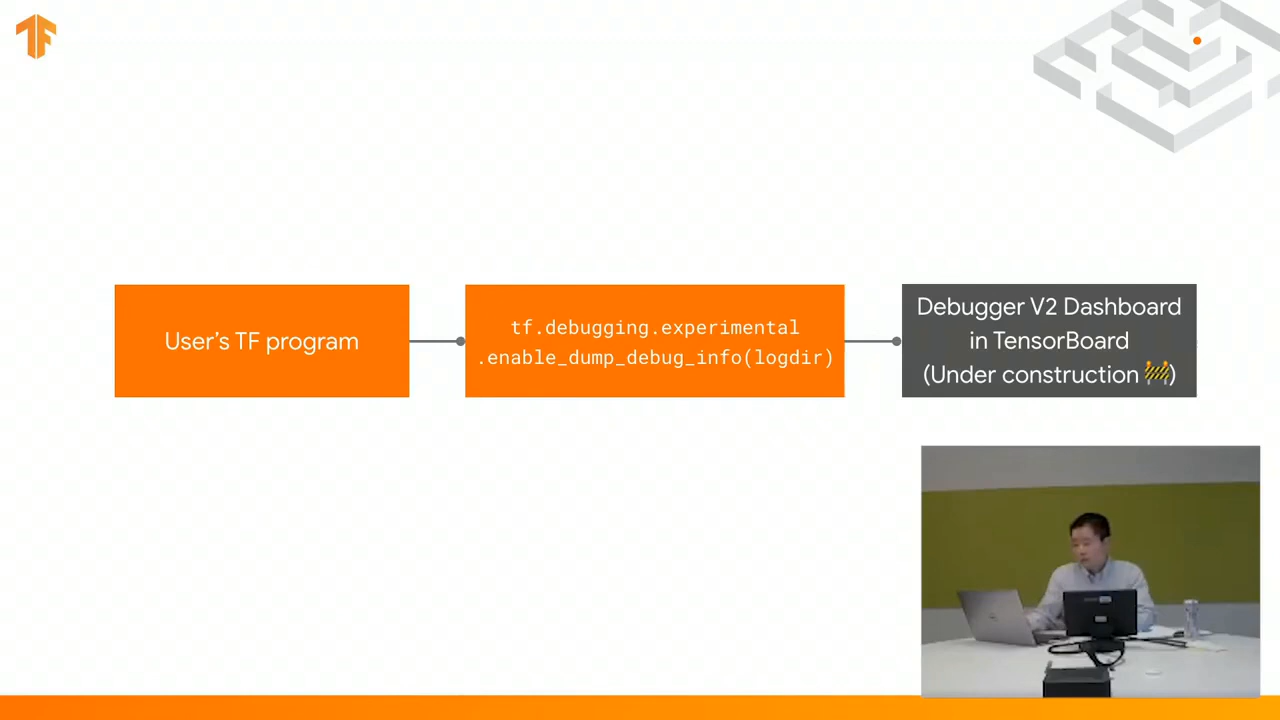 User’s TF program
tf.debugging.experimental
.enable_dump_debug_info(logdir)
Debugger V2 Dashboard
in TensorBoard
(Under construction 🚧)